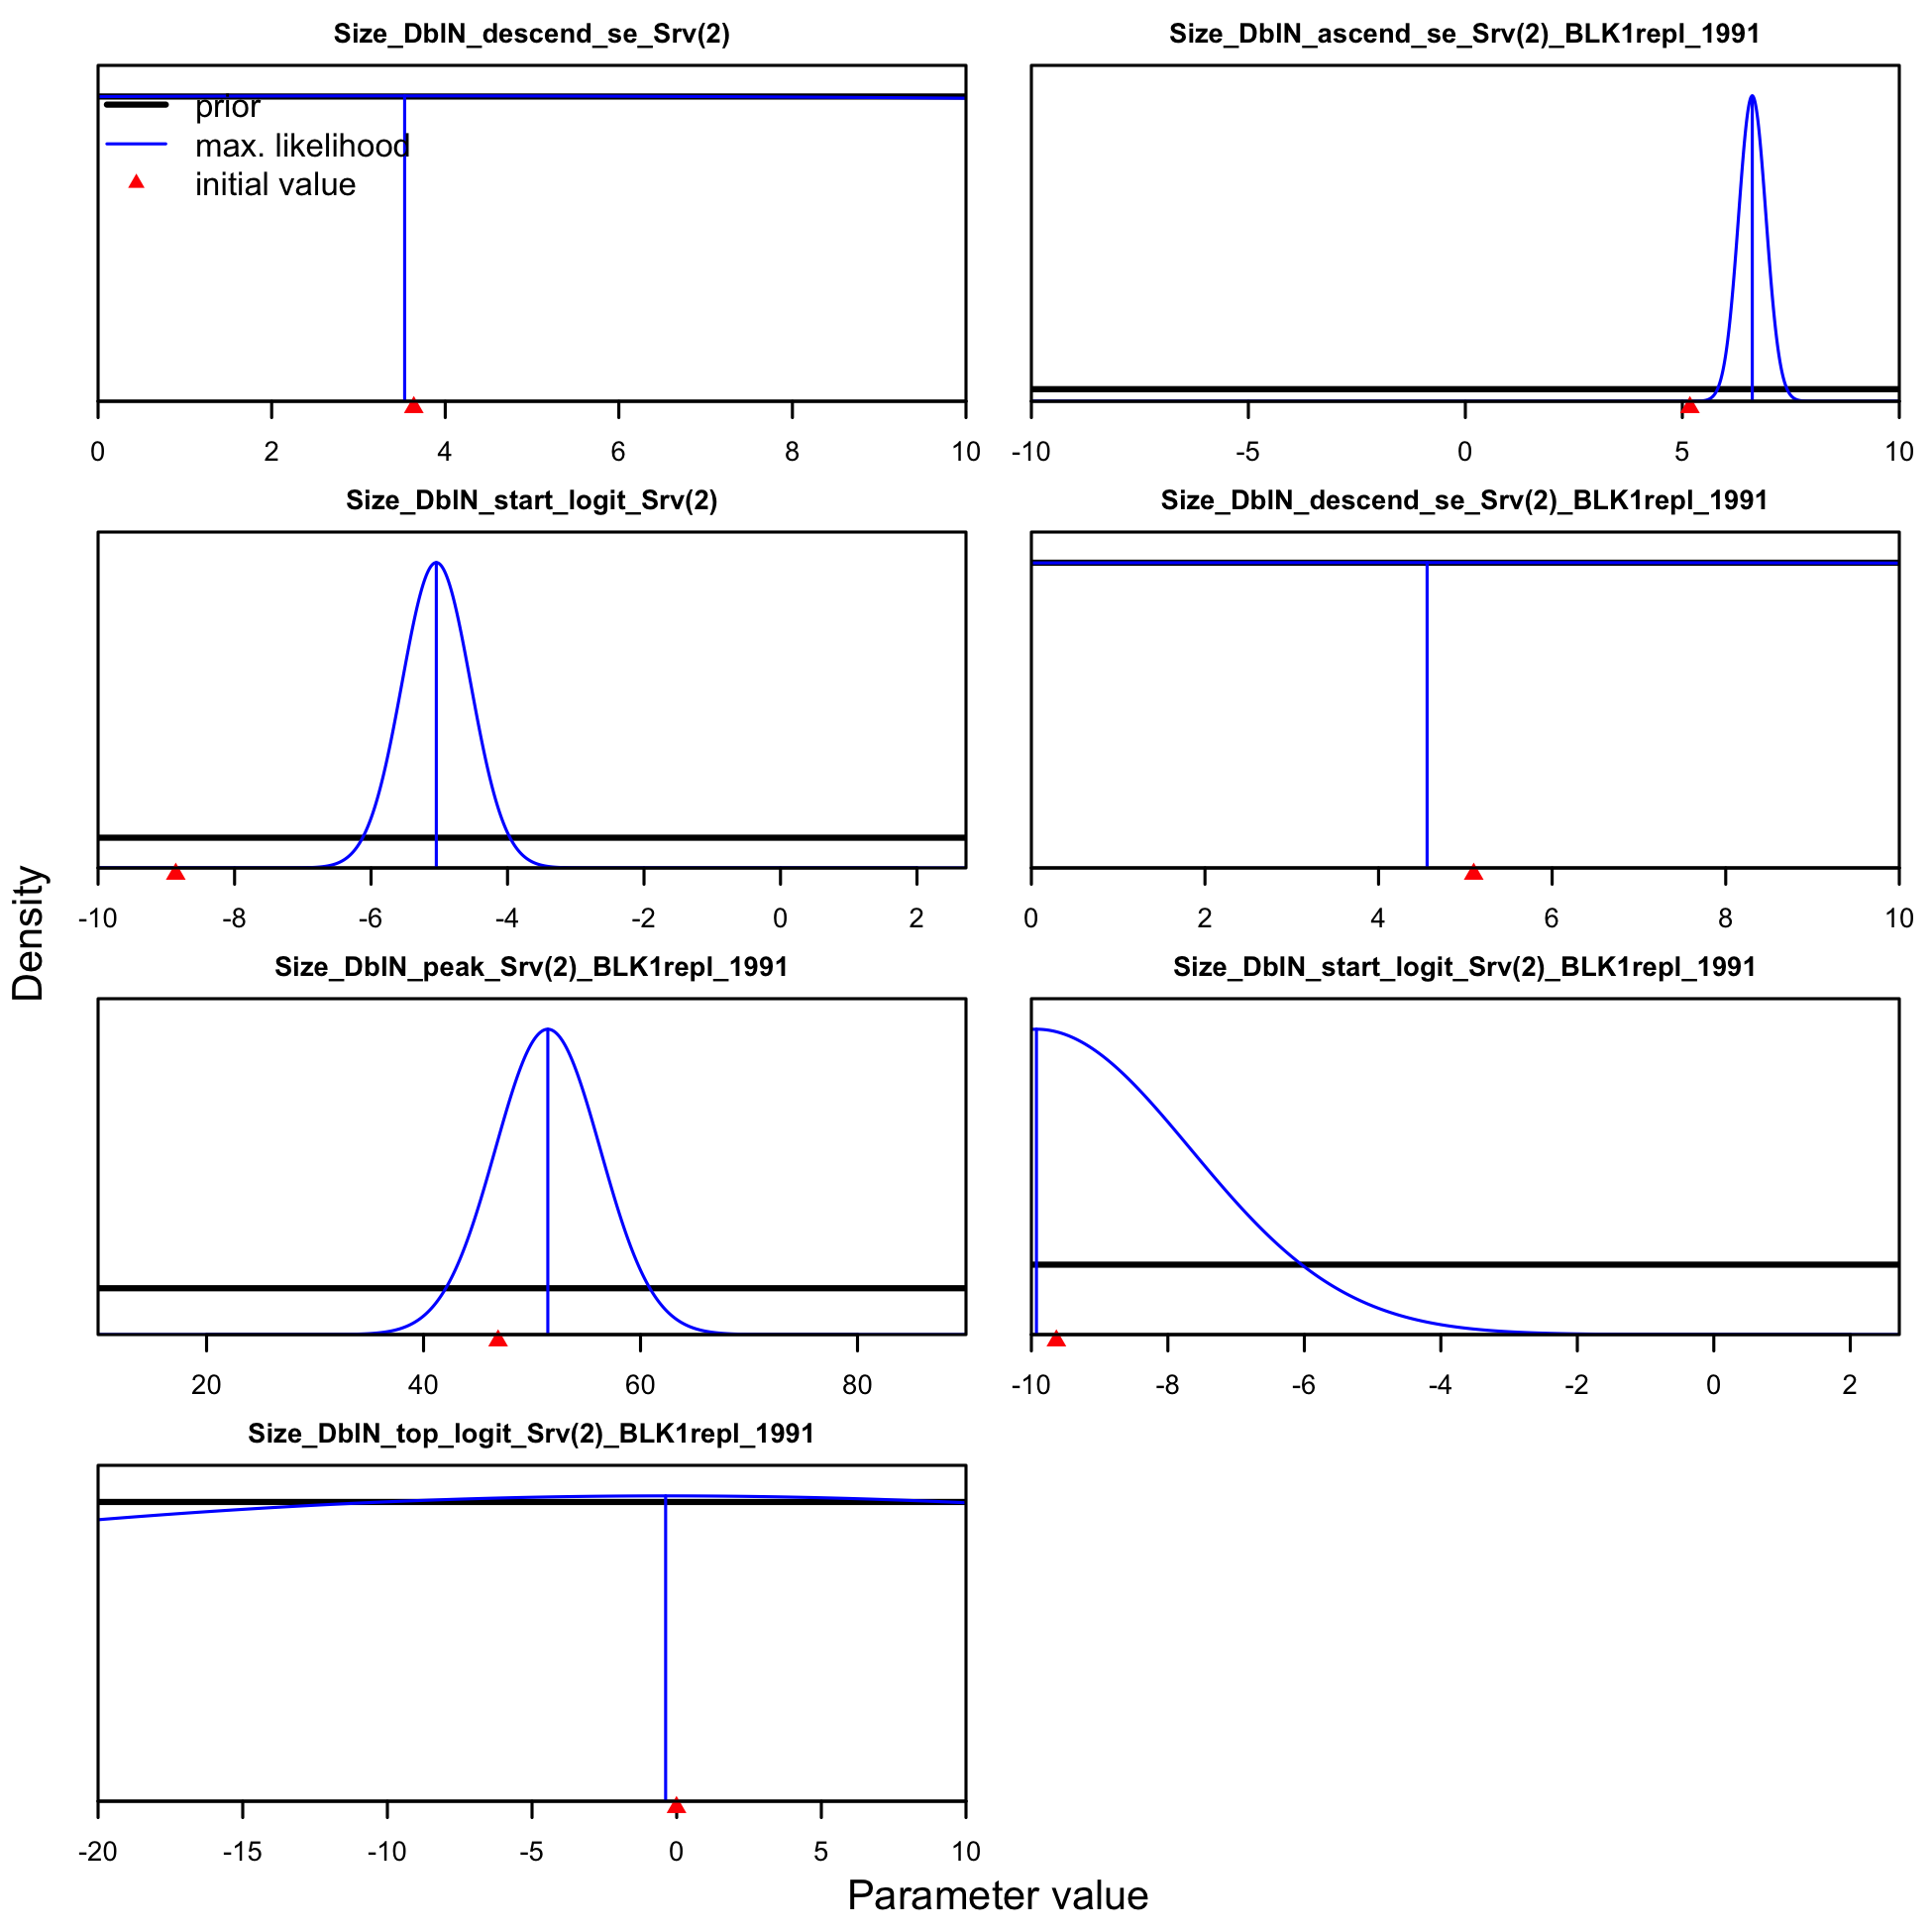 Size_DblN_descend_se_Srv(2)
prior
max. likelihood
initial value
0 2 4 6 8 10
Size_DblN_ascend_se_Srv(2)_BLK1repl_1991
-10 -5 0 5 10
Size_DblN_start_logit_Srv(2)
-10 -8 -6 -4 -2 0 2
Size_DblN_descend_se_Srv(2)_BLK1repl_1991
0 2 4 6 8 10
Size_DblN_peak_Srv(2)_BLK1repl_1991
20 40 60 80
Size_DblN_start_logit_Srv(2)_BLK1repl_1991
-10 -8 -6 -4 -2 0 2
Size_DblN_top_logit_Srv(2)_BLK1repl_1991
-20 -15 -10 -5 0 5 10
Density
Parameter value